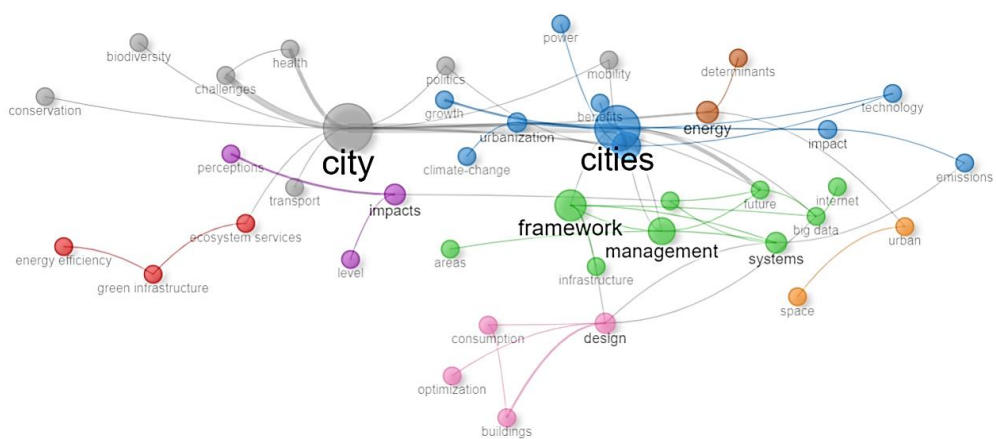 power
biodiversity
health
determinants
politics
mobility
challenges
conservation
growth
technology
benefits
energy
urbanization
impact
city
cities
perceptions
climate-change
emissions
transport
impacts
future
internet
framework
big data
ecosystem services
urban
management
energy efficiency
level
areas
systems
green infrastructure
infrastructure
space
consumption
design
optimization
buildings